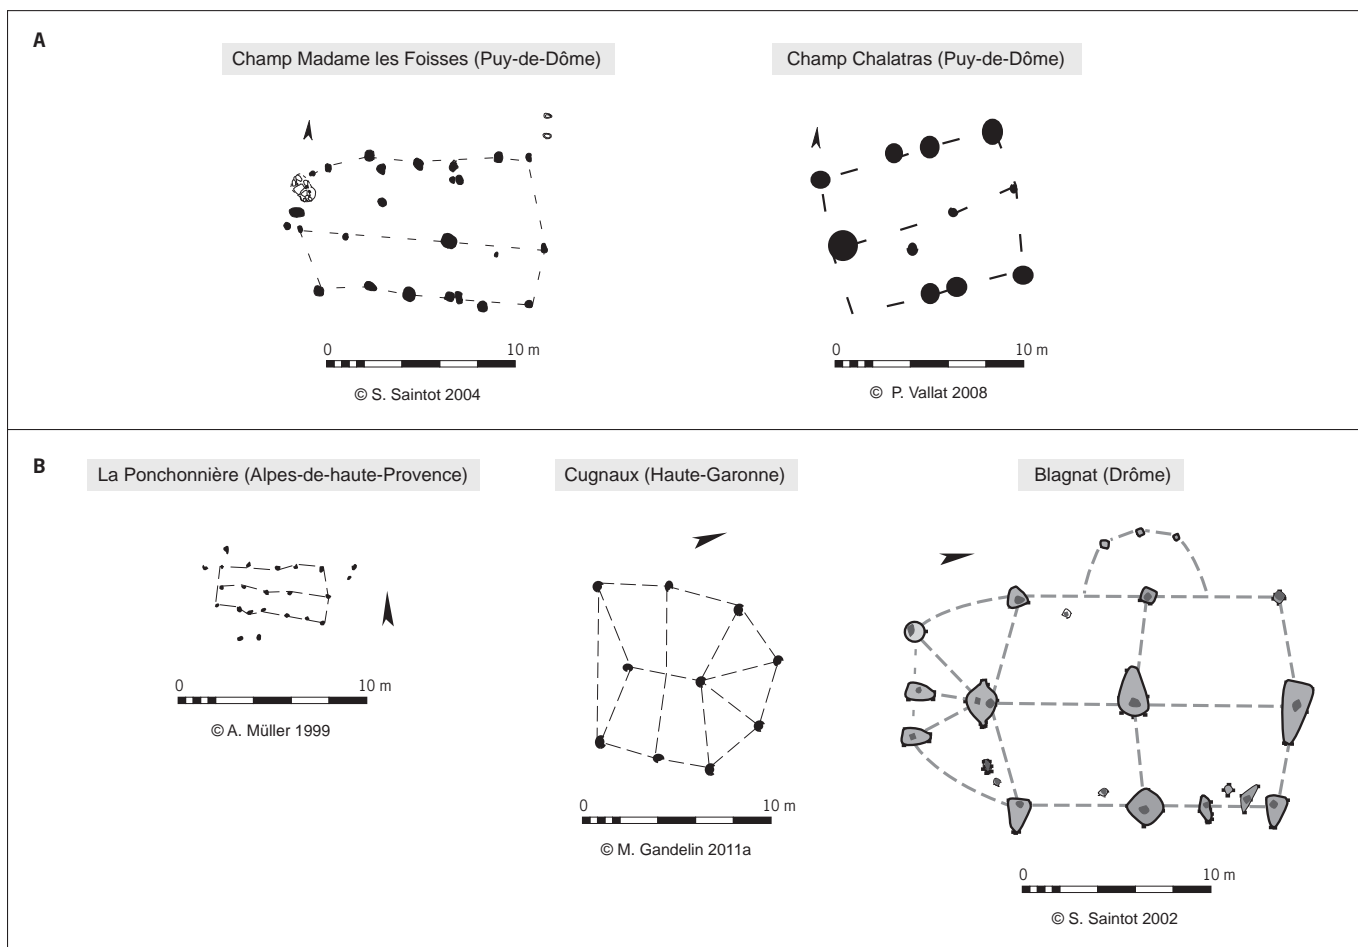 A
Champ Madame les Foisses (Puy-de-Dôme)
Champ Chalatras (Puy-de-Dôme)
0 10 m
© S. Saintot 2004
0 10 m
© P. Vallat 2008
B
La Ponchonnière (Alpes-de-haute-Provence)
Cugnaux (Haute-Garonne)
Blagnat (Drôme)
0 10 m
© A. Müller 1999
0 10 m
© M. Gandelin 2011a
0 10 m
© S. Saintot 2002